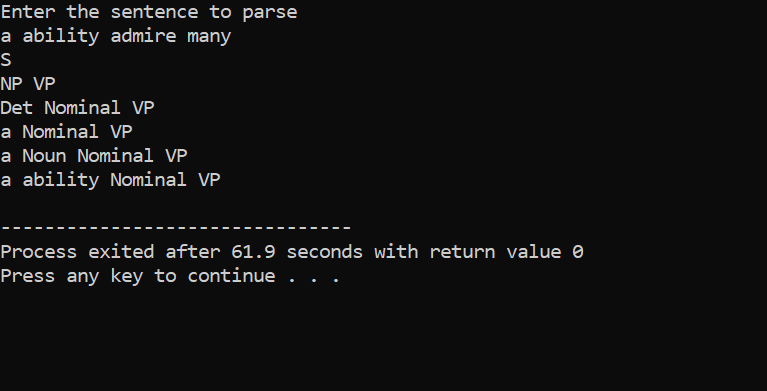 Enter the sentence to parse
a ability admire many
S
NP VP
Det Nominal VP
a Nominal VP
a Noun Nominal VP
a ability Nominal VP
--------------------------------
Process exited after 61.9 seconds with return value 0
Press any key to continue . . .